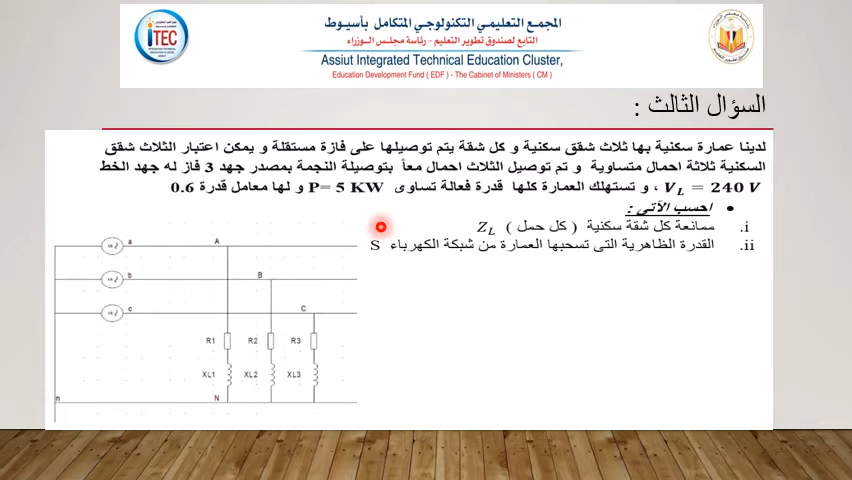 المجمع التعليمي التكنولوجي المتكامل بأسيوط
التابع لصندوق تطوير التعليم - رئاسة مجلس الوزراء
Assiut Integrated Technical Education Cluster,
Education Development Fund ( EDF ) - The Cabinet of Ministers ( CM )
iTEC
السؤال الثالث :
لدينا عمارة سكنية بها ثلاث شقق سكنية و كل شقة يتم توصيلها على فازة مستقلة و يمكن اعتبار الثلاث شقق
السكنية ثلاثة احمال متساوية و تم توصيل الثلاث احمال معاً بتوصيلة النجمة بمصدر جهد 3 فاز له جهد الخط
V_L = 240 V ، و تستهلك العمارة كلها قدرة فعالة تساوى P= 5 KW و لها معامل قدرة 0.6
• احسب الآتي :
i. ممانعة كل شقة سكنية ( كل حمل ) Z_L
ii. القدرة الظاهرية التى تسحبها العمارة من شبكة الكهرباء S
a A
b B
c C
R1 R2 R3
XL1 XL2 XL3
n N